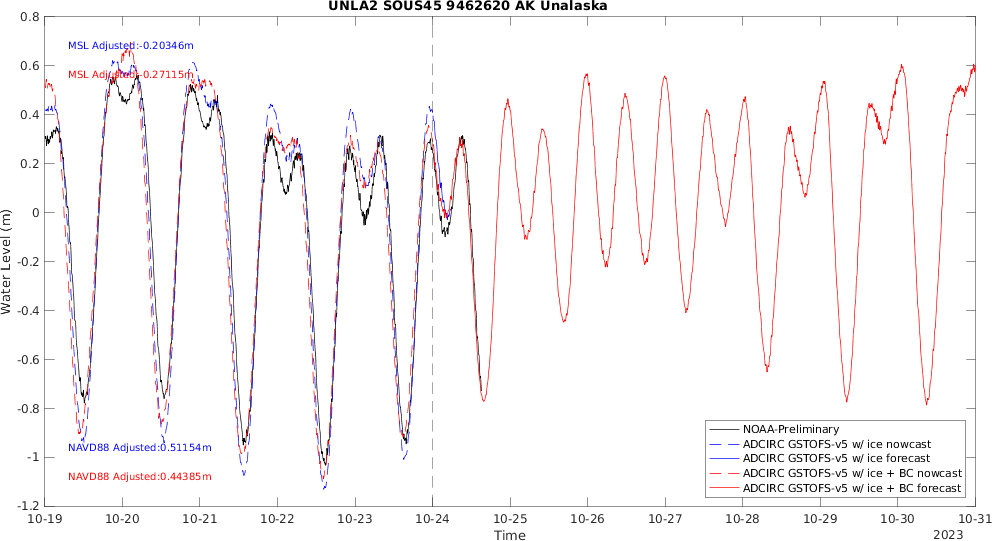 UNLA2 SOUS45 9462620 AK Unalaska
0.8
0.6
0.4
0.2
0
-0.2
-0.4
-0.6
-0.8
-1
-1.2
Water Level (m)
MSL Adjusted:-0.20346m
MSL Adjusted:-0.27115m
NAVD88 Adjusted:0.51154m
NAVD88 Adjusted:0.44385m
NOAA-Preliminary
ADCIRC GSTOFS-v5 w/ ice nowcast
ADCIRC GSTOFS-v5 w/ ice forecast
ADCIRC GSTOFS-v5 w/ ice + BC nowcast
ADCIRC GSTOFS-v5 w/ ice + BC forecast
10-19 10-20 10-21 10-22 10-23 10-24 10-25 10-26 10-27 10-28 10-29 10-30 10-31
Time
2023